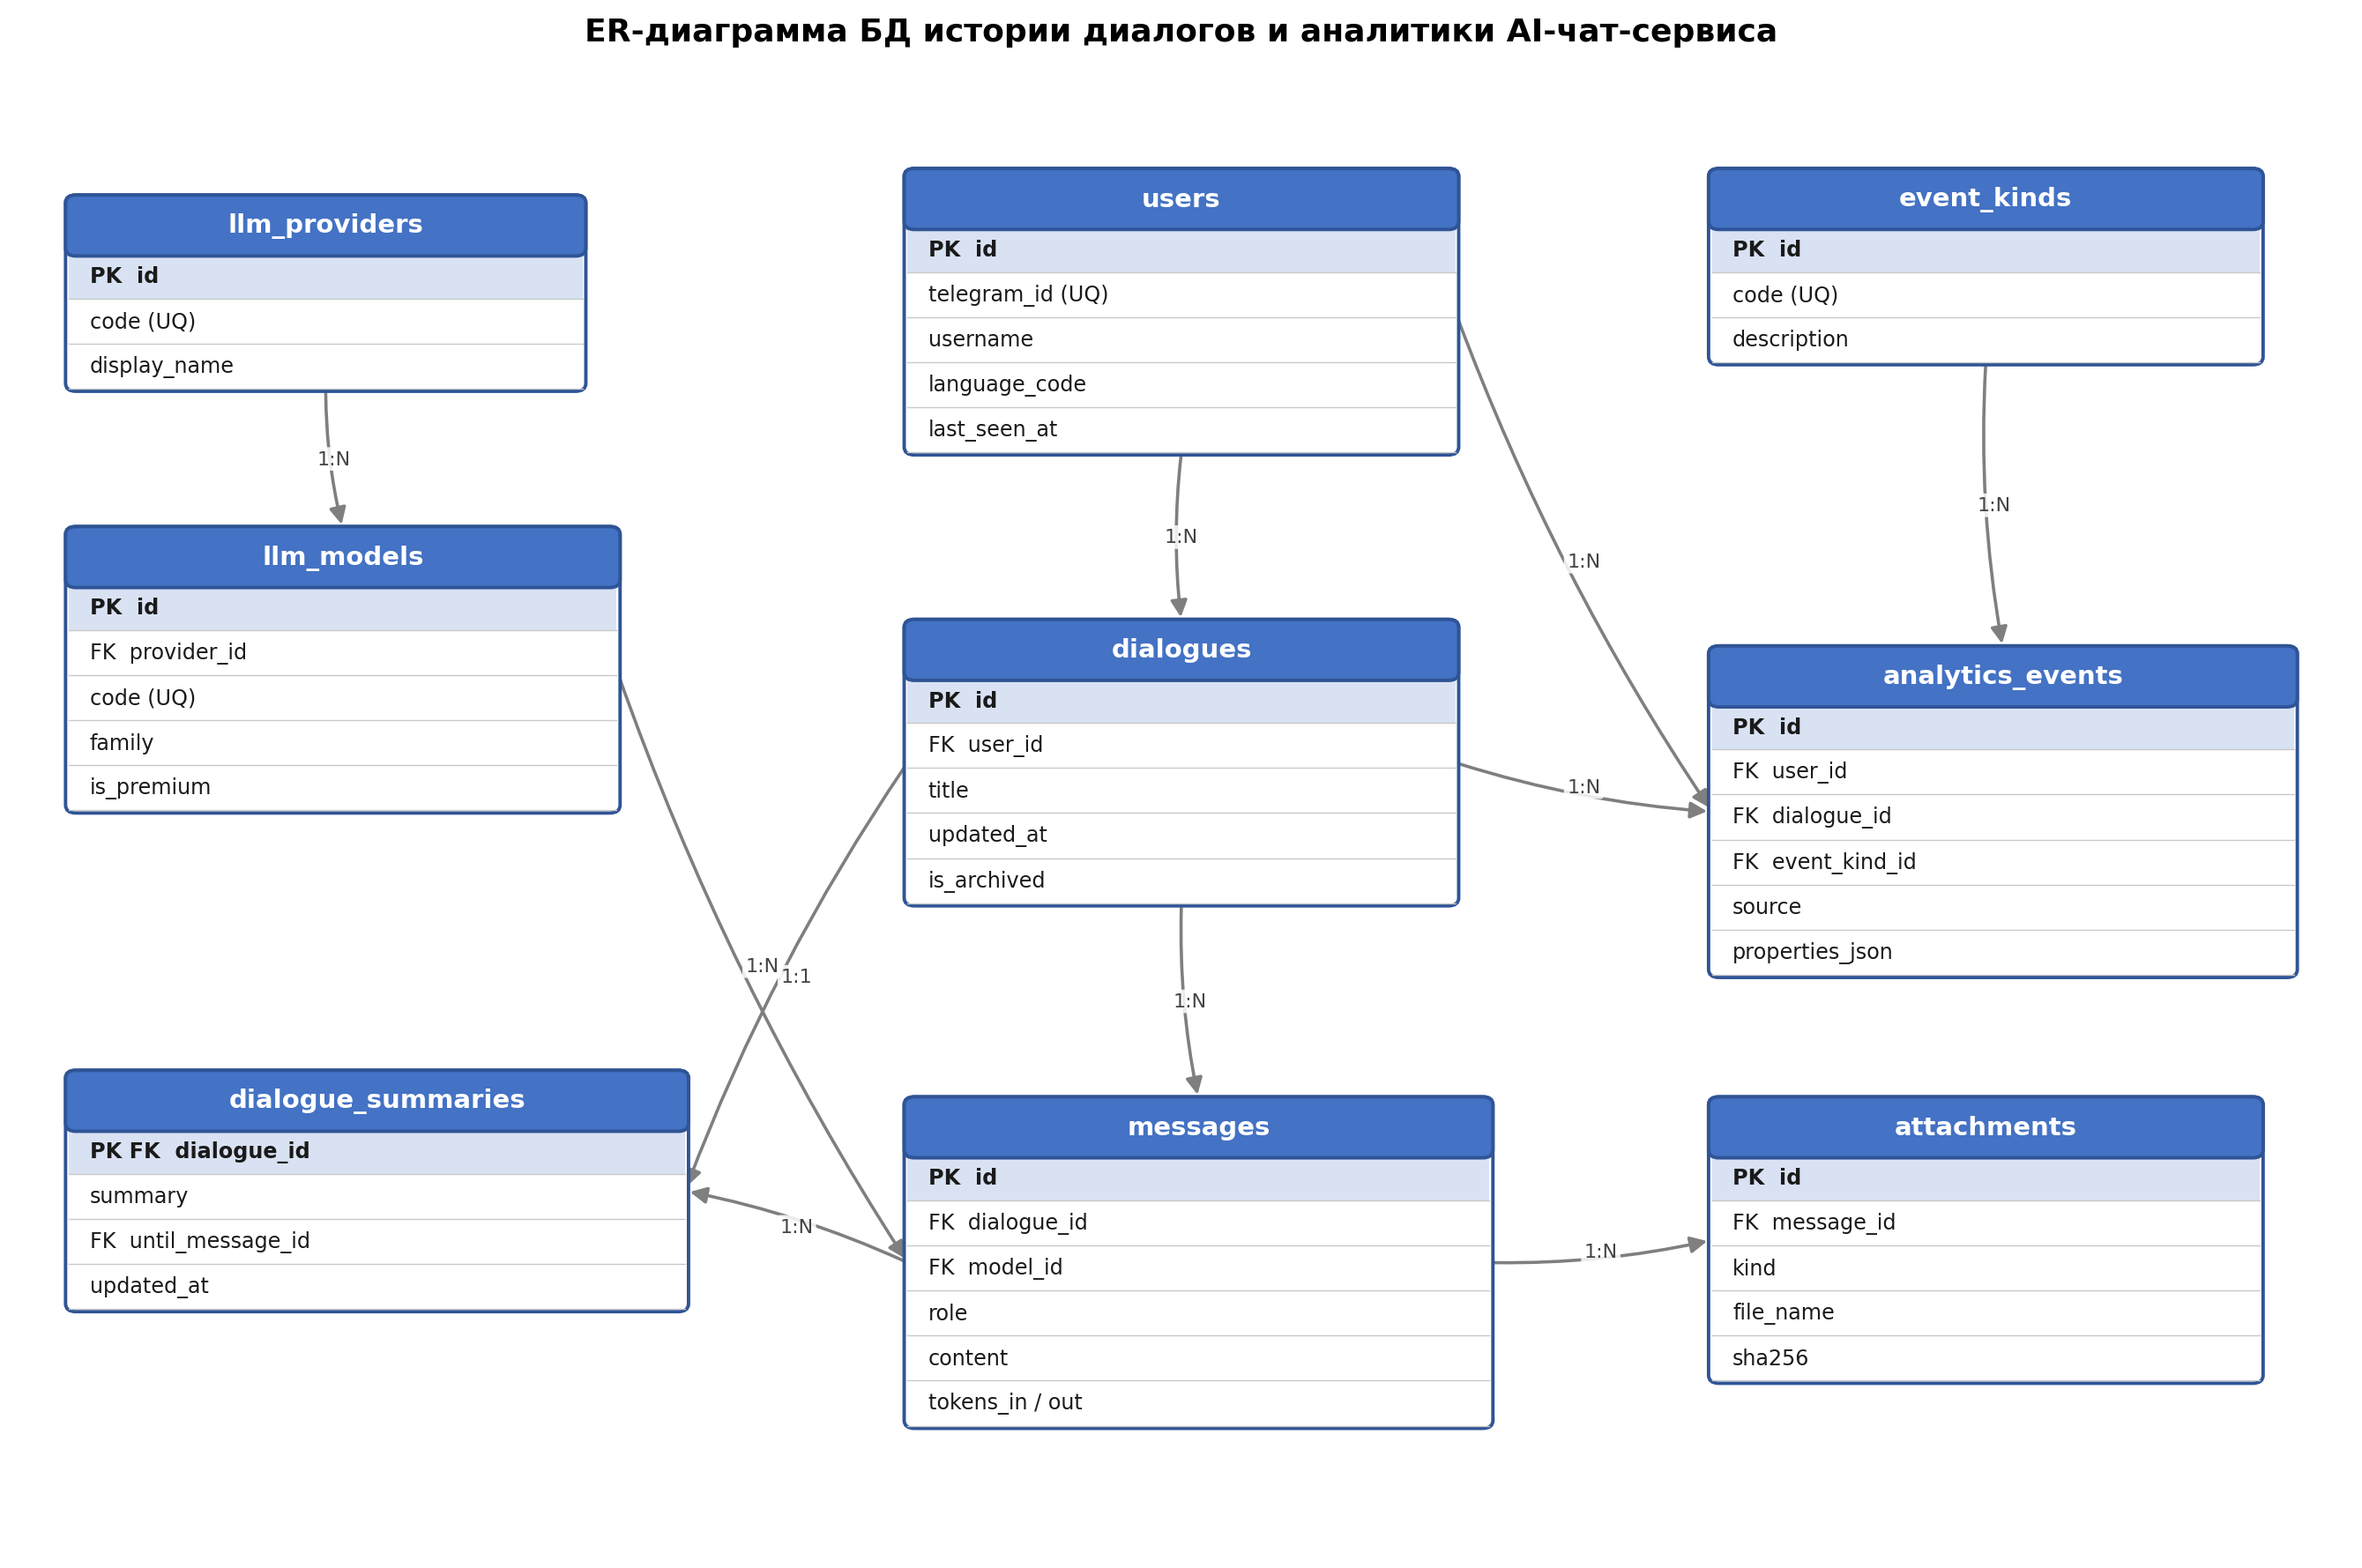 ER-диаграмма БД истории диалогов и аналитики AI-чат-сервиса
llm_providers
PK id
code (UQ)
display_name
1:N
llm_models
PK id
FK provider_id
code (UQ)
family
is_premium
1:N
1:1
dialogue_summaries
PK FK dialogue_id
summary
FK until_message_id
updated_at
1:N
users
PK id
telegram_id (UQ)
username
language_code
last_seen_at
1:N
1:N
dialogues
PK id
FK user_id
title
updated_at
is_archived
1:N
1:N
messages
PK id
FK dialogue_id
FK model_id
role
content
tokens_in / out
1:N
event_kinds
PK id
code (UQ)
description
1:N
analytics_events
PK id
FK user_id
FK dialogue_id
FK event_kind_id
source
properties_json
attachments
PK id
FK message_id
kind
file_name
sha256